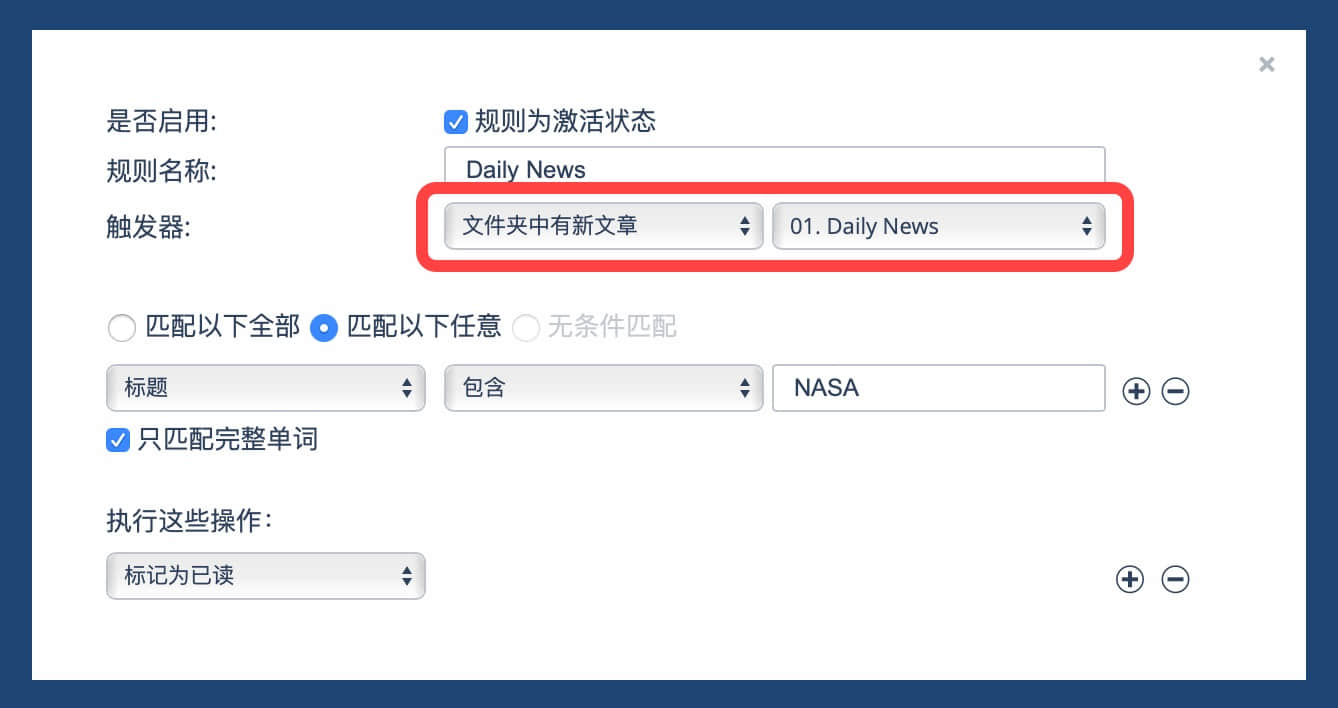 ×
是否启用: 规则为激活状态
规则名称: Daily News
触发器: 文件夹中有新文章 01. Daily News
匹配以下全部 匹配以下任意 无条件匹配
标题 包含 NASA
只匹配完整单词
执行这些操作:
标记为已读